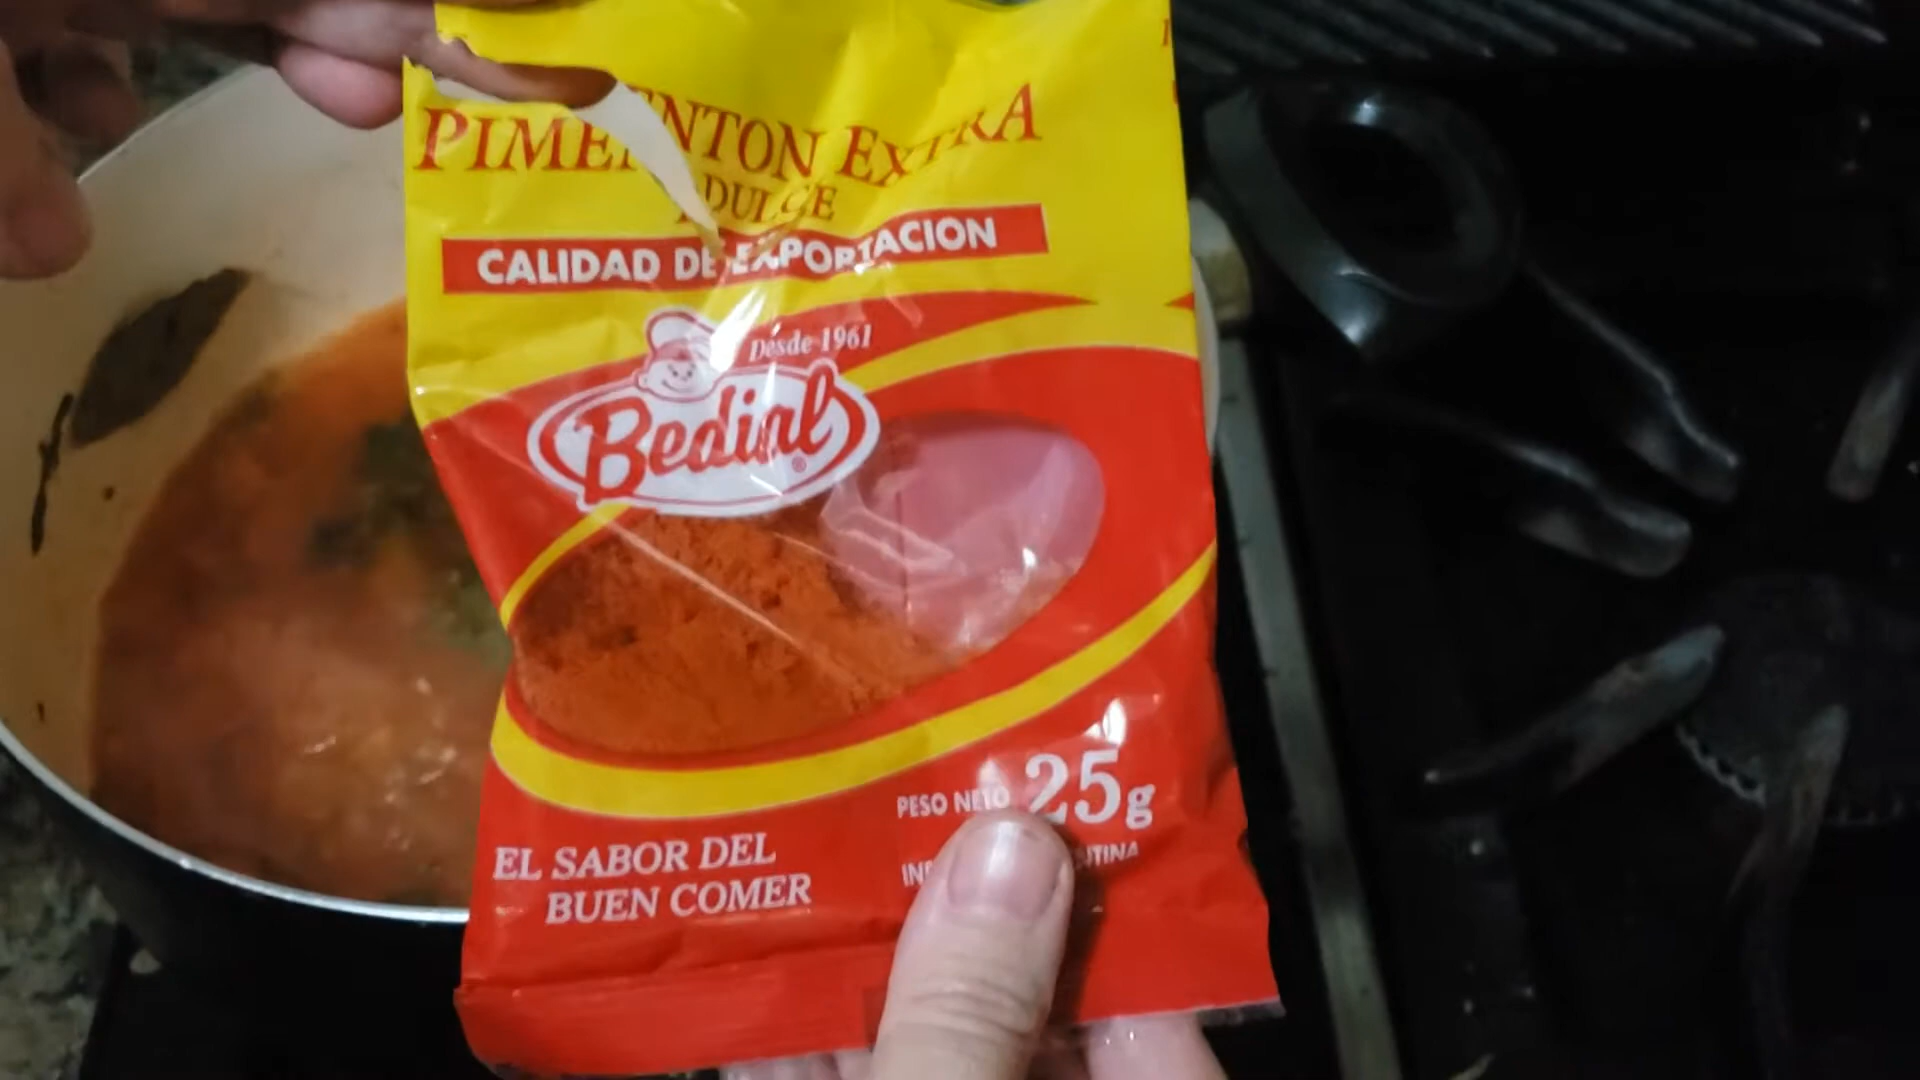 PIMENTON EXTRA
DULCE
CALIDAD DE EXPORTACION
Desde 1961
Bedial
PESO NETO 25g
EL SABOR DEL
BUEN COMER